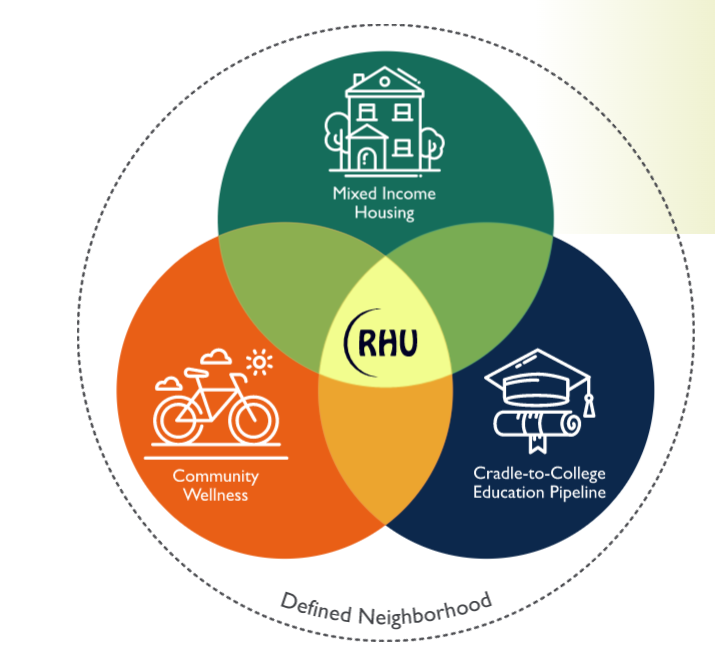 Mixed Income
Housing
RHU
Community
Wellness
Cradle-to-College
Education Pipeline
Defined Neighborhood